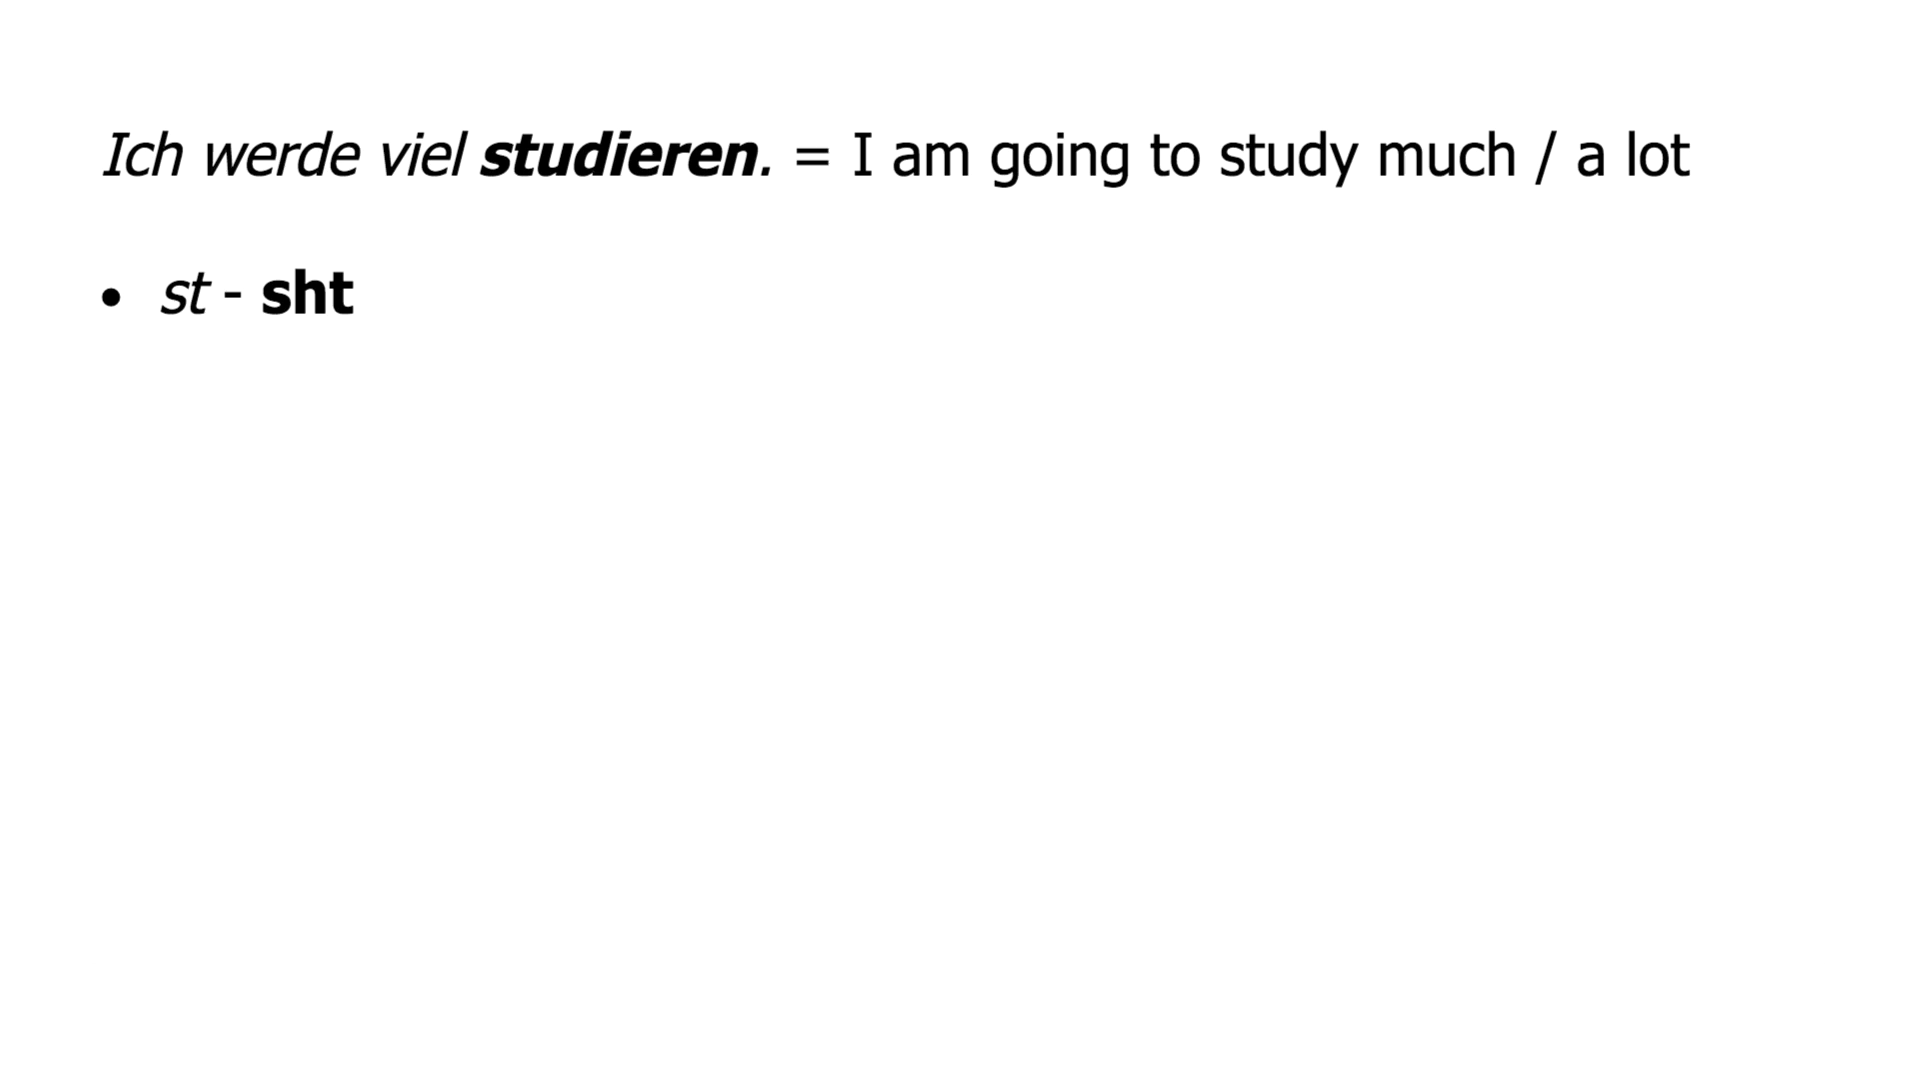 Ich werde viel studieren. = I am going to study much / a lot
• st - sht